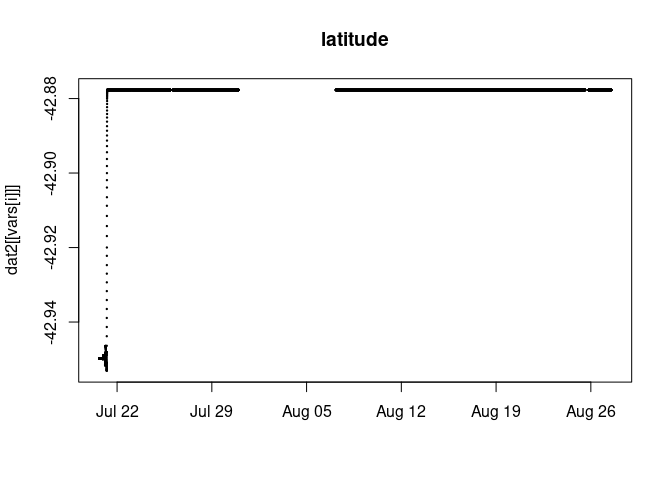 latitude
dat2[[vars[i]]]
-42.88
-42.90
-42.92
-42.94
Jul 22
Jul 29
Aug 05
Aug 12
Aug 19
Aug 26